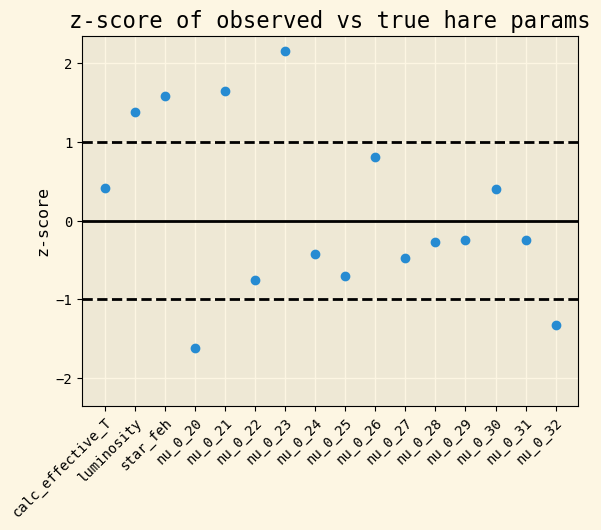 z-score of observed vs true hare params
z-score
2
1
0
−1
−2
calc_effective_T
luminosity
star_feh
nu_0_20
nu_0_21
nu_0_22
nu_0_23
nu_0_24
nu_0_25
nu_0_26
nu_0_27
nu_0_28
nu_0_29
nu_0_30
nu_0_31
nu_0_32